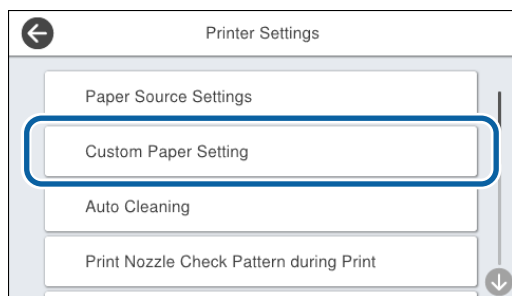 Printer Settings
Paper Source Settings
Custom Paper Setting
Auto Cleaning
Print Nozzle Check Pattern during Print